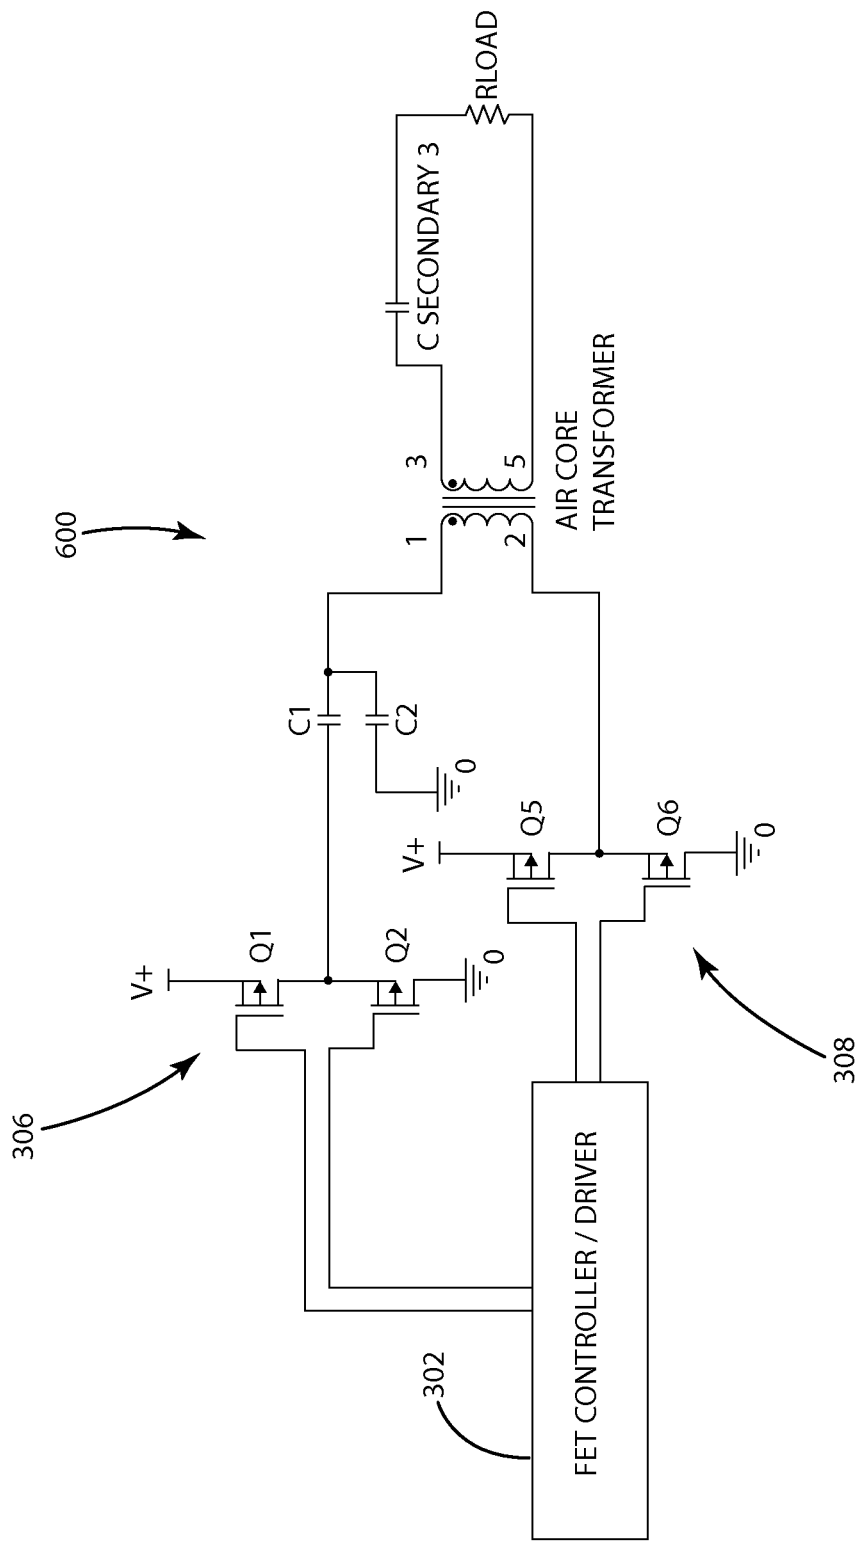 600
306
V+
Q1
Q2
0
C1
C2
0
1
2
3
5
AIR CORE
TRANSFORMER
C SECONDARY 3
RLOAD
V+
Q5
Q6
0
308
302
FET CONTROLLER / DRIVER